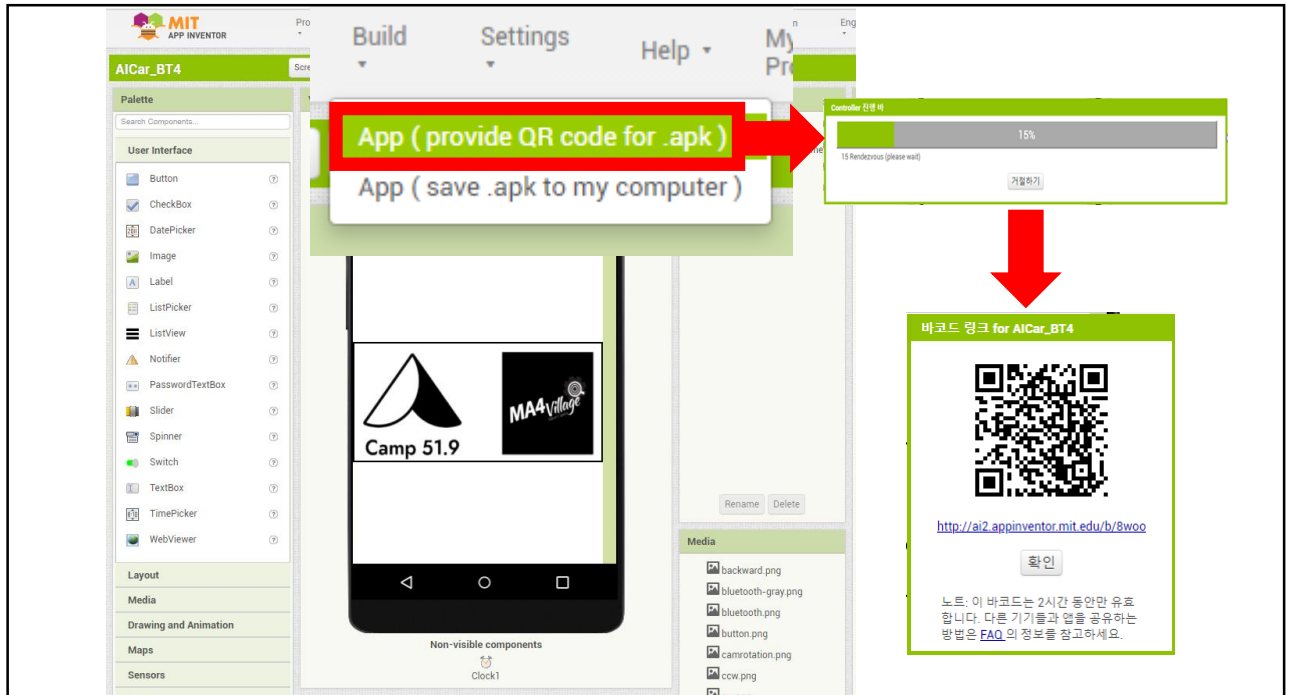 MIT
APP INVENTOR
Build
Settings
Help
My
AICar_BT4
App ( provide QR code for .apk )
App ( save .apk to my computer )
Palette
Search Components...
User Interface
Button
CheckBox
DatePicker
Image
Label
ListPicker
ListView
Notifier
PasswordTextBox
Slider
Spinner
Switch
TextBox
TimePicker
WebViewer
Layout
Media
Drawing and Animation
Maps
Sensors
Camp 51.9
MA4Village
Non-visible components
Clock1
Rename Delete
Media
backward.png
bluetooth-gray.png
bluetooth.png
button.png
camrotation.png
ccw.png
Controller 진행 바
15%
15 Rendezvous (please wait)
거절하기
바코드 링크 for AICar_BT4
http://ai2.appinventor.mit.edu/b/8woo
확인
노트: 이 바코드는 2시간 동안만 유효
합니다. 다른 기기들과 앱을 공유하는
방법은 FAQ 의 정보를 참고하세요.